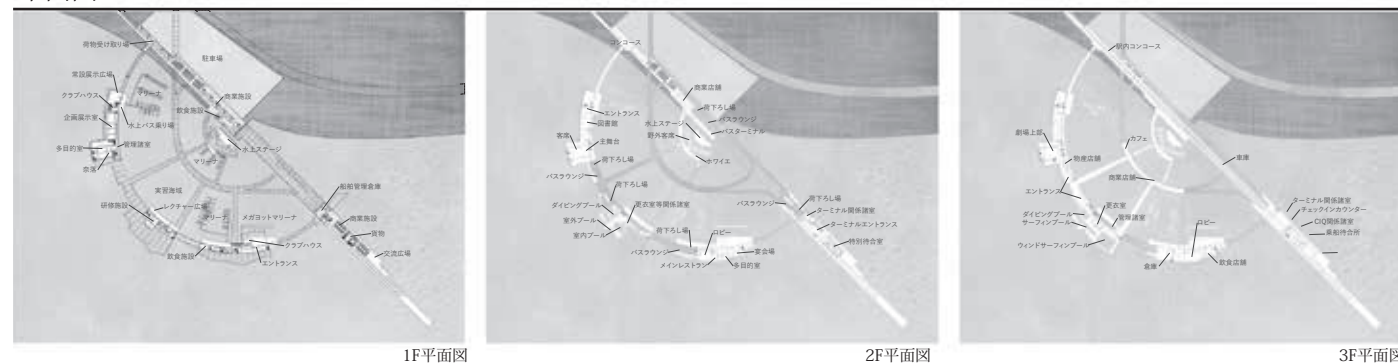 荷物受け取り場
駐車場
常設展示広場
クラブハウス
マリーナ
商業施設
企画展示室
飲食施設
水上バス乗り場
多目的室
管理諸室
水上ステージ
奈落
マリーナ
実習海域
船舶管理倉庫
研修施設
レクチャー広場
マリーナ
メガヨットマリーナ
商業施設
貨物
クラブハウス
交流広場
飲食施設
エントランス
1F平面図
コンコース
商業店舗
荷下ろし場
エントランス
水上ステージ
バスラウンジ
図書館
野外客席
バスターミナル
客席
主舞台
ホワイエ
荷下ろし場
バスラウンジ
荷下ろし場
バスラウンジ
荷下ろし場
ダイビングプール
更衣室等関係諸室
ターミナル関係諸室
室外プール
ターミナルエントランス
室内プール
荷下ろし場
ロビー
特別待合室
バスラウンジ
宴会場
メインレストラン
多目的室
2F平面図
駅内コンコース
劇場上部
カフェ
物産店舗
車庫
商業店舗
エントランス
更衣室
ターミナル関係諸室
ダイビングプール
チェックインカウンター
サーフィンプール
管理諸室
CIQ関係諸室
ロビー
乗船待合所
ウィンドサーフィンプール
倉庫
飲食店舗
3F平面図